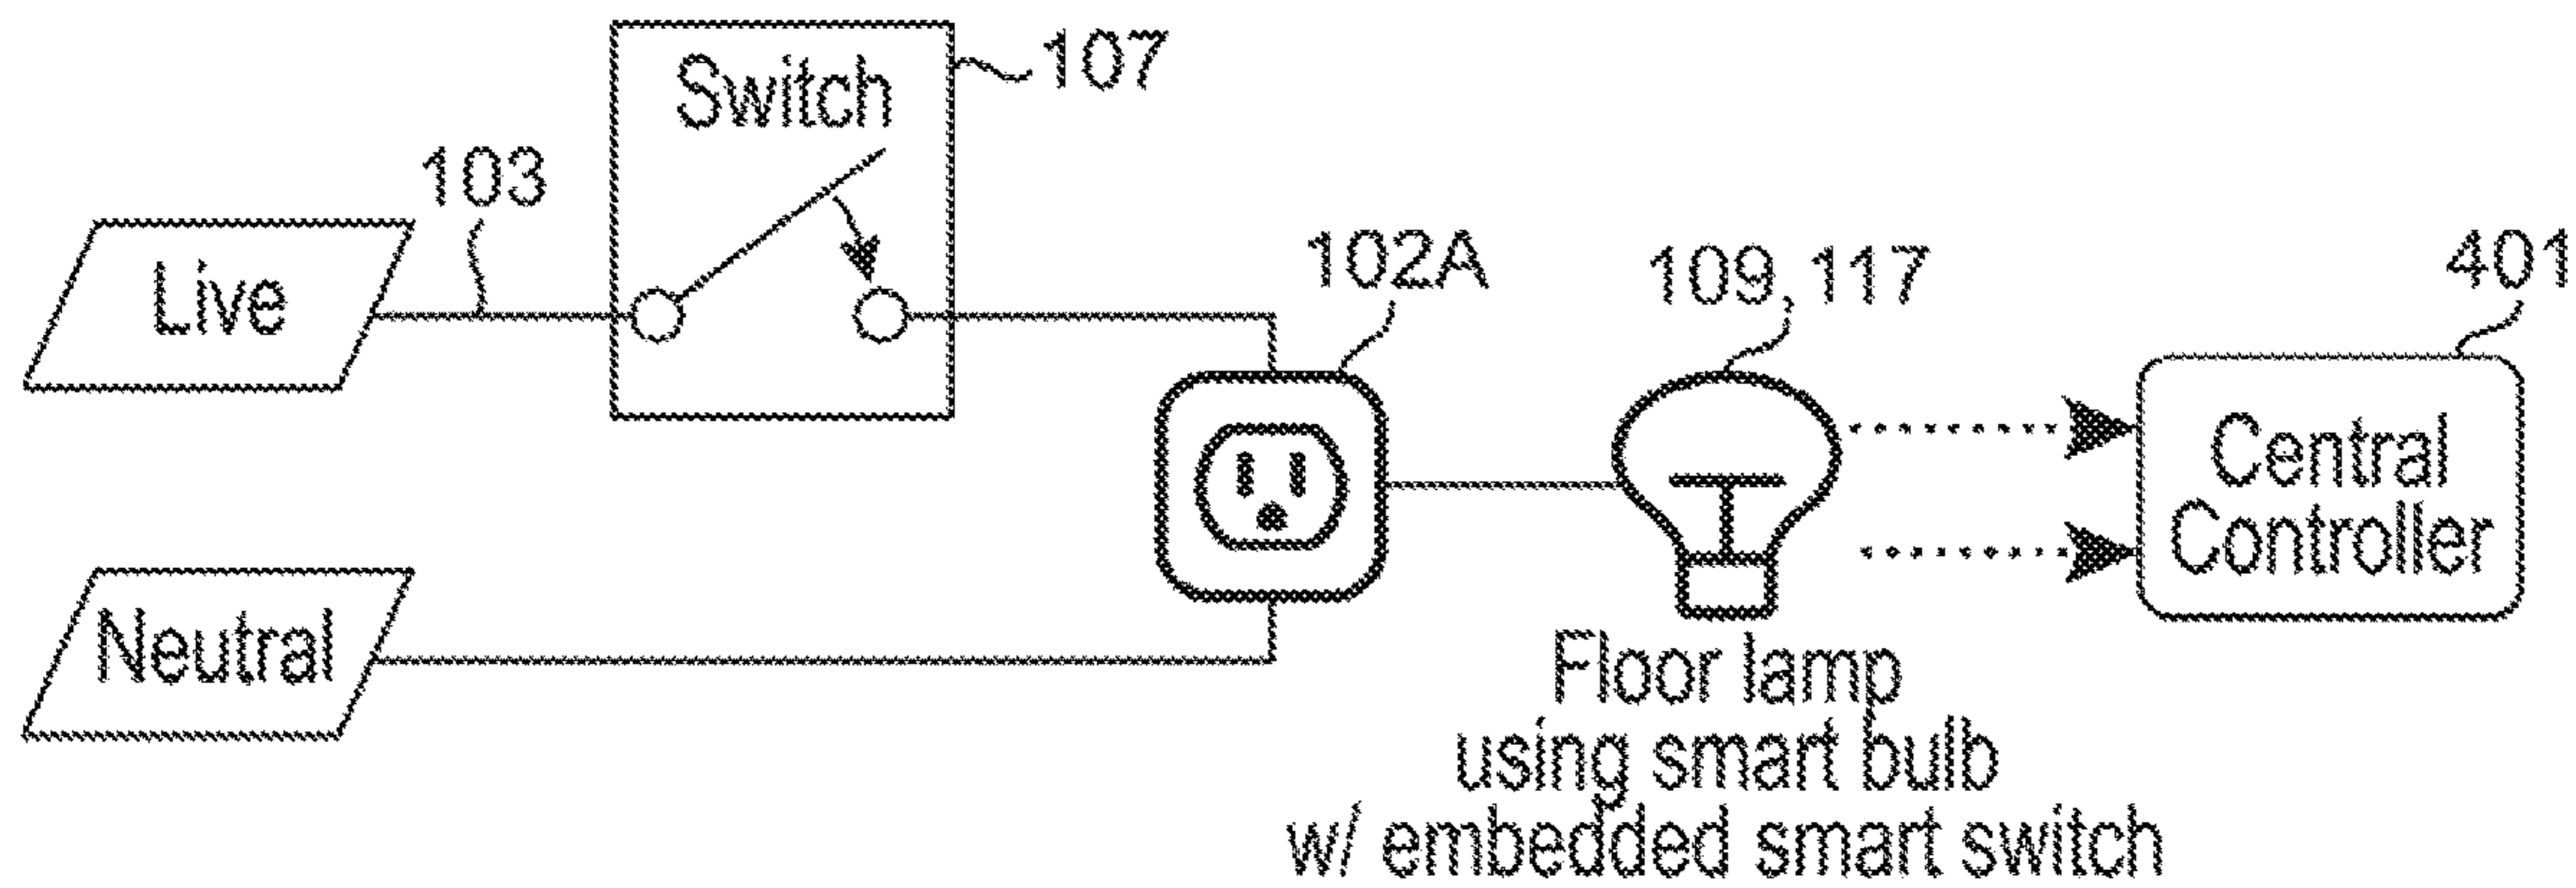 Switch
107
103
Live
102A
109, 117
401
Central
Controller
Neutral
Floor lamp
using smart bulb
w/ embedded smart switch